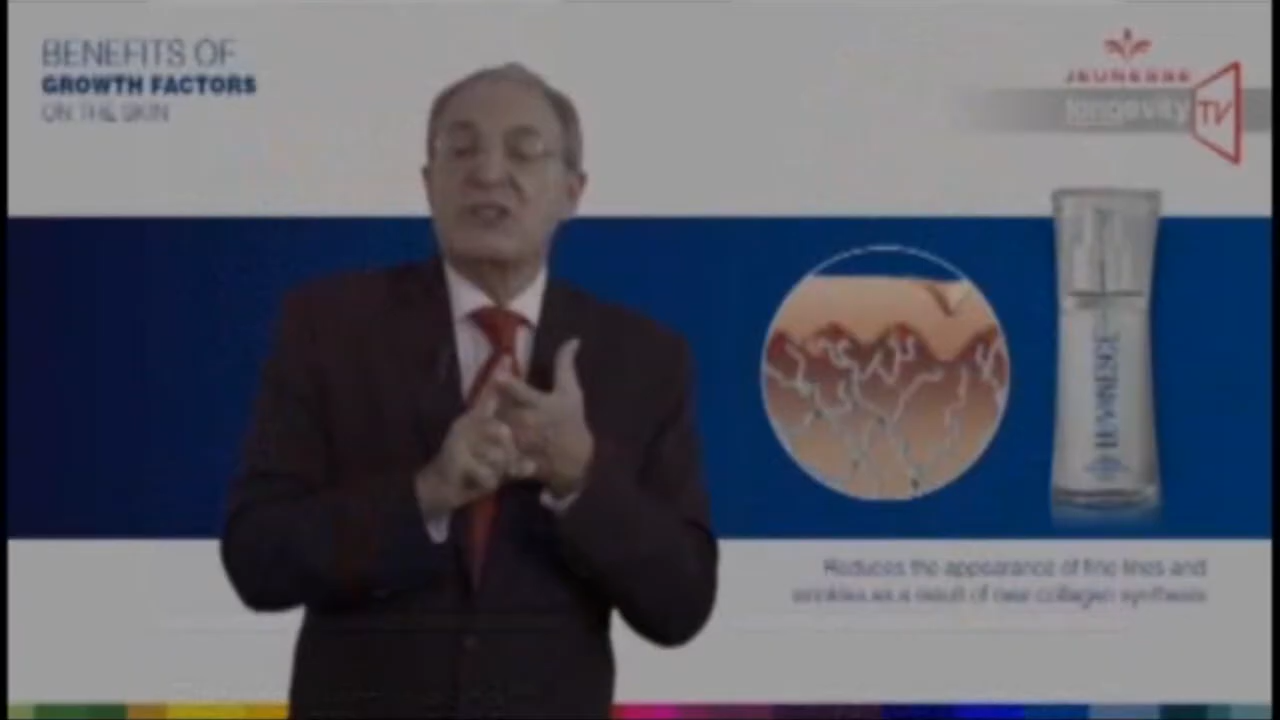 BENEFITS OF
GROWTH FACTORS
ON THE SKIN
JEUNESSE
longevity
TV
LUMINESCE
Reduces the appearance of fine lines and
wrinkles as a result of new collagen synthesis